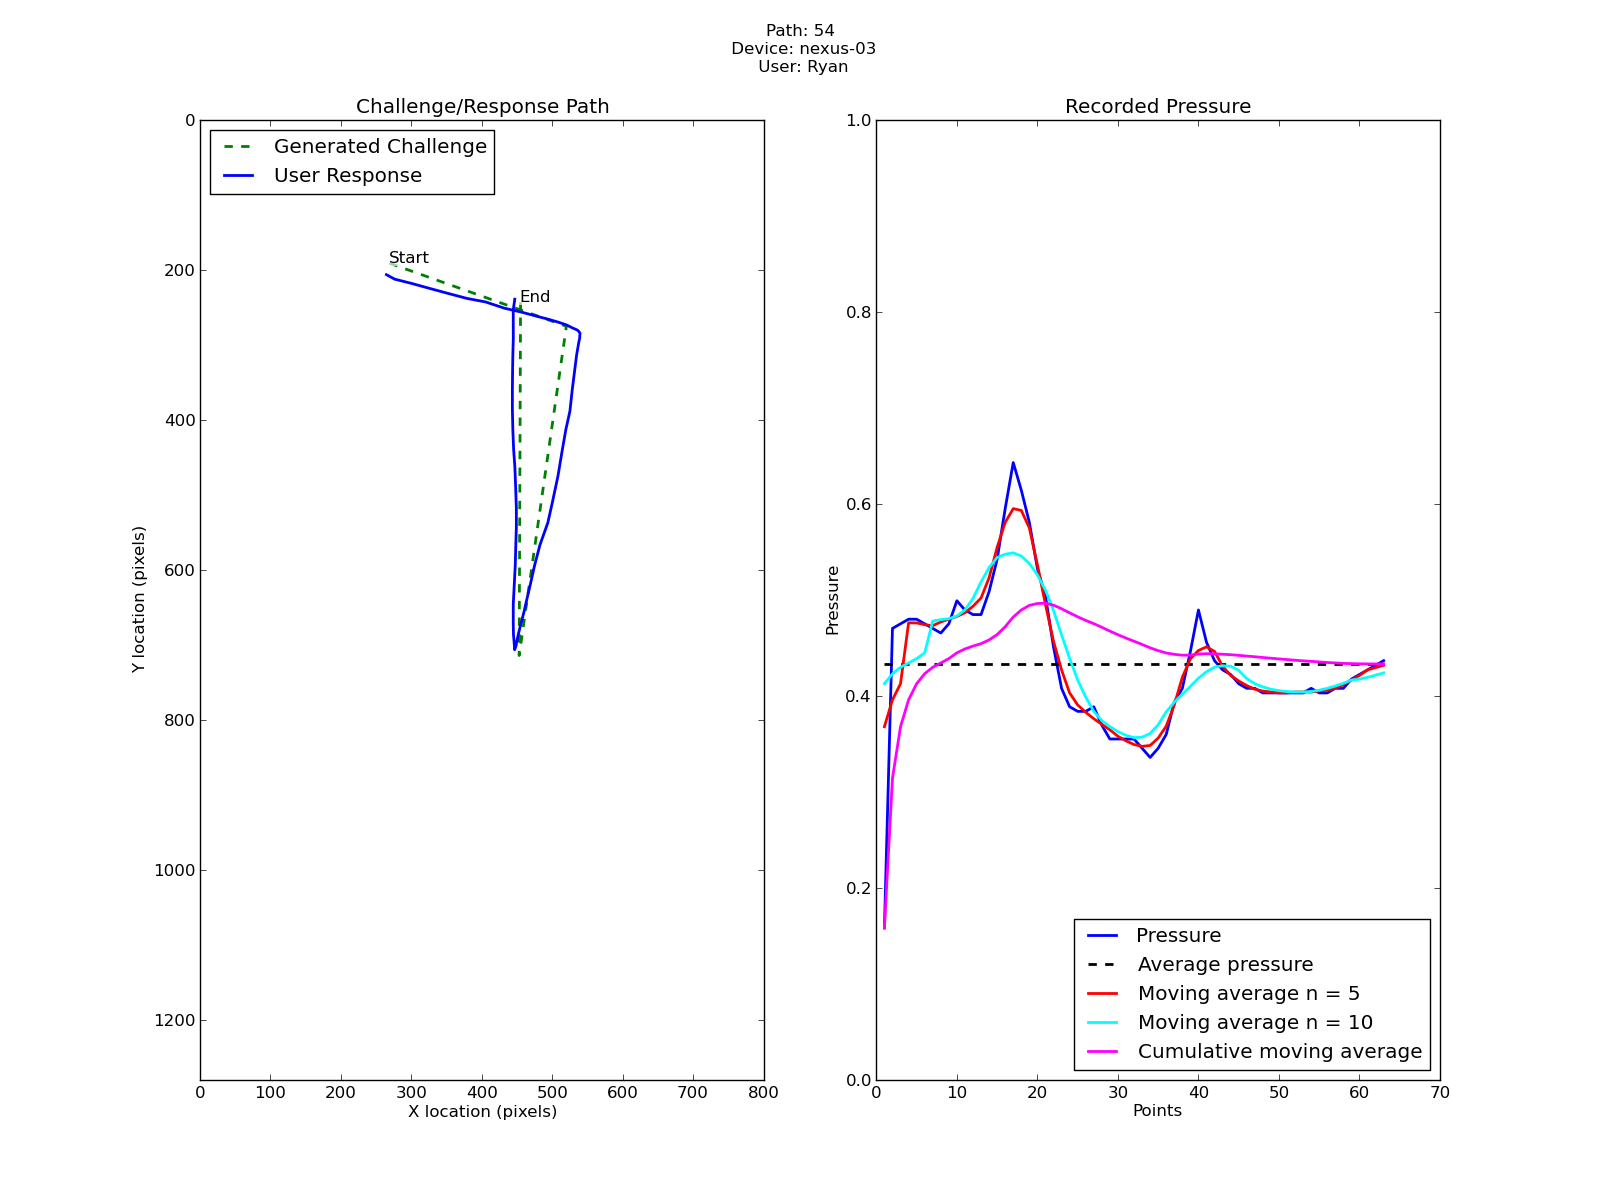 Path: 54
Device: nexus-03
User: Ryan
Challenge/Response Path
Generated Challenge
User Response
Start
End
0
200
400
600
800
1000
1200
Y location (pixels)
0 100 200 300 400 500 600 700 800
X location (pixels)
Recorded Pressure
1.0
0.8
0.6
0.4
0.2
0.0
Pressure
Pressure
Average pressure
Moving average n = 5
Moving average n = 10
Cumulative moving average
0 10 20 30 40 50 60 70
Points